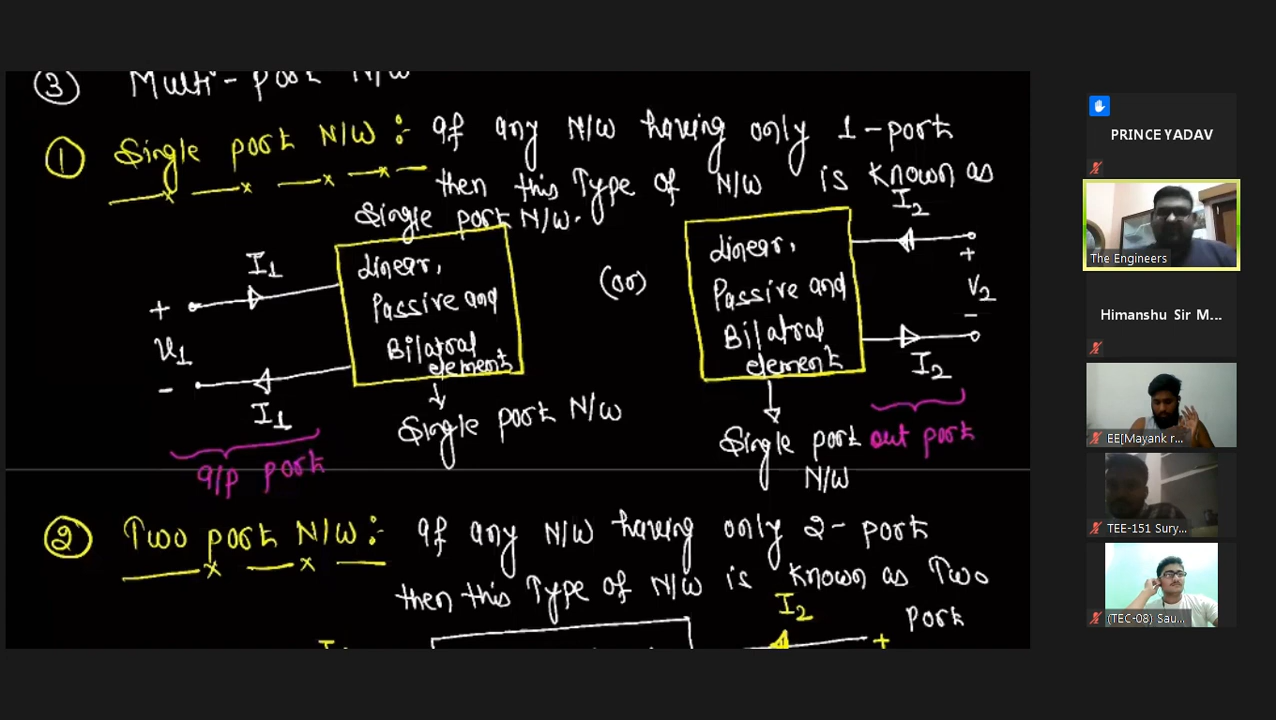 ③ Multi-port N/W
① Single port N/W :- If any N/W having only 1-port
then this Type of N/W is known as
Single port N/W.
I1
+
V1
-
I1
i/p port
Linear,
Passive and
Bilatral
element
Single port N/W
(or)
Linear,
Passive and
Bilatral
element
Single port
N/W
I2
+
V2
-
I2
out port
② Two port N/W :- If any N/W having only 2-port
then this Type of N/W is known as Two
port
I2
+
PRINCE YADAV
The Engineers
Himanshu Sir M...
EE[Mayank r...
TEE-151 Sury...
(TEC-08) Sau...